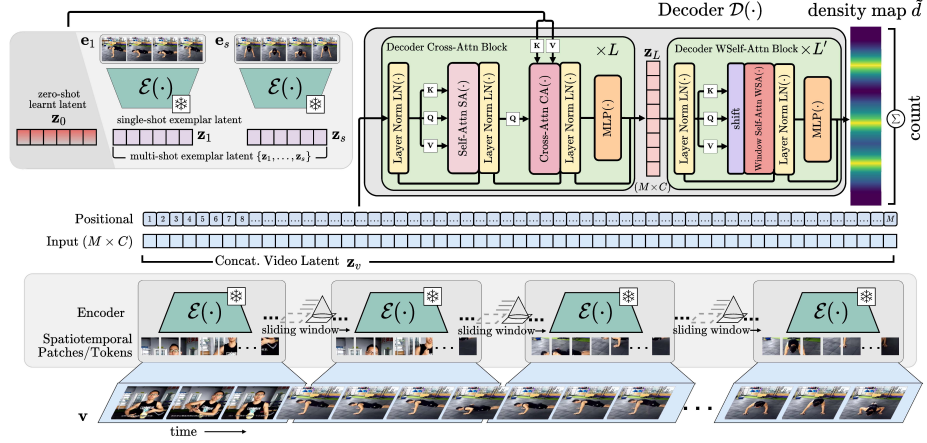 Decoder 𝒟(·)
density map d̃
e₁
e_s
ℰ(·)
ℰ(·)
zero-shot
learnt latent
z₀
single-shot exemplar latent
z₁
z_s
multi-shot exemplar latent {z₁, . . . , z_s}
K V
Decoder Cross-Attn Block
×L
Layer Norm LN(·)
K
Q
V
Self-Attn SA(·)
Layer Norm LN(·)
Q
Cross-Attn CA(·)
Layer Norm LN(·)
MLP(·)
z_L
(M×C)
Decoder WSelf-Attn Block ×L′
Layer Norm LN(·)
K
Q
V
shift
Window Self-Attn WSA(·)
Layer Norm LN(·)
MLP(·)
Σ
count
Positional
1 2 3 4 5 6 7 8 ... M
Input (M × C)
Concat. Video Latent z_v
Encoder
ℰ(·)
sliding window
ℰ(·)
sliding window
ℰ(·)
sliding window
ℰ(·)
Spatiotemporal
Patches/Tokens
v
time